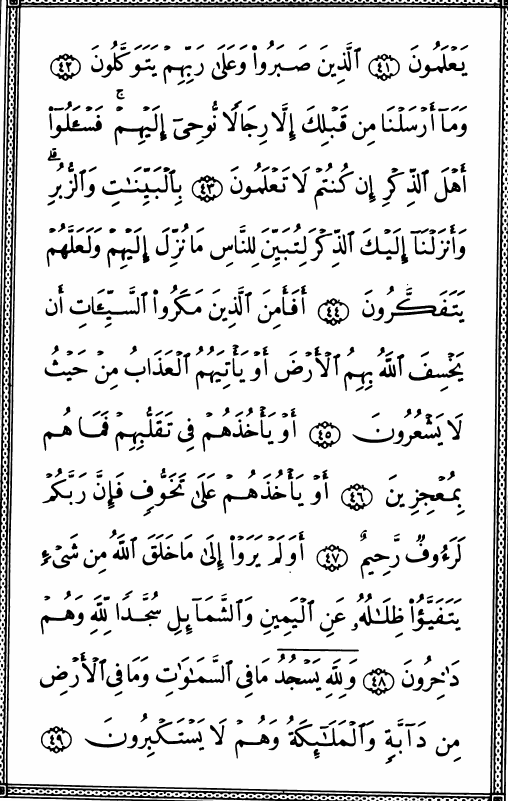 يَعْلَمُونَ ﴿٤١﴾ ٱلَّذِينَ صَبَرُوا۟ وَعَلَىٰ رَبِّهِمْ يَتَوَكَّلُونَ ﴿٤٣﴾
وَمَآ أَرْسَلْنَا مِن قَبْلِكَ إِلَّا رِجَالًا نُّوحِىٓ إِلَيْهِمْ ۚ فَسْـَٔلُوٓا۟
أَهْلَ ٱلذِّكْرِ إِن كُنتُمْ لَا تَعْلَمُونَ ﴿٤٣﴾ بِٱلْبَيِّنَـٰتِ وَٱلزُّبُرِ ۗ
وَأَنزَلْنَآ إِلَيْكَ ٱلذِّكْرَ لِتُبَيِّنَ لِلنَّاسِ مَا نُزِّلَ إِلَيْهِمْ وَلَعَلَّهُمْ
يَتَفَكَّرُونَ ﴿٤٤﴾ أَفَأَمِنَ ٱلَّذِينَ مَكَرُوا۟ ٱلسَّيِّـَٔاتِ أَن
يَخْسِفَ ٱللَّهُ بِهِمُ ٱلْأَرْضَ أَوْ يَأْتِيَهُمُ ٱلْعَذَابُ مِنْ حَيْثُ
لَا يَشْعُرُونَ ﴿٤٥﴾ أَوْ يَأْخُذَهُمْ فِى تَقَلُّبِهِمْ فَمَا هُم
بِمُعْجِزِينَ ﴿٤٦﴾ أَوْ يَأْخُذَهُمْ عَلَىٰ تَخَوُّفٍ فَإِنَّ رَبَّكُمْ
لَرَءُوفٌ رَّحِيمٌ ﴿٤٧﴾ أَوَلَمْ يَرَوْا۟ إِلَىٰ مَا خَلَقَ ٱللَّهُ مِن شَىْءٍ
يَتَفَيَّؤُا۟ ظِلَـٰلُهُۥ عَنِ ٱلْيَمِينِ وَٱلشَّمَآئِلِ سُجَّدًا لِّلَّهِ وَهُمْ
دَٰخِرُونَ ﴿٤٨﴾ وَلِلَّهِ يَسْجُدُ مَا فِى ٱلسَّمَـٰوَٰتِ وَمَا فِى ٱلْأَرْضِ
مِن دَآبَّةٍ وَٱلْمَلَـٰٓئِكَةُ وَهُمْ لَا يَسْتَكْبِرُونَ ﴿٤٩﴾